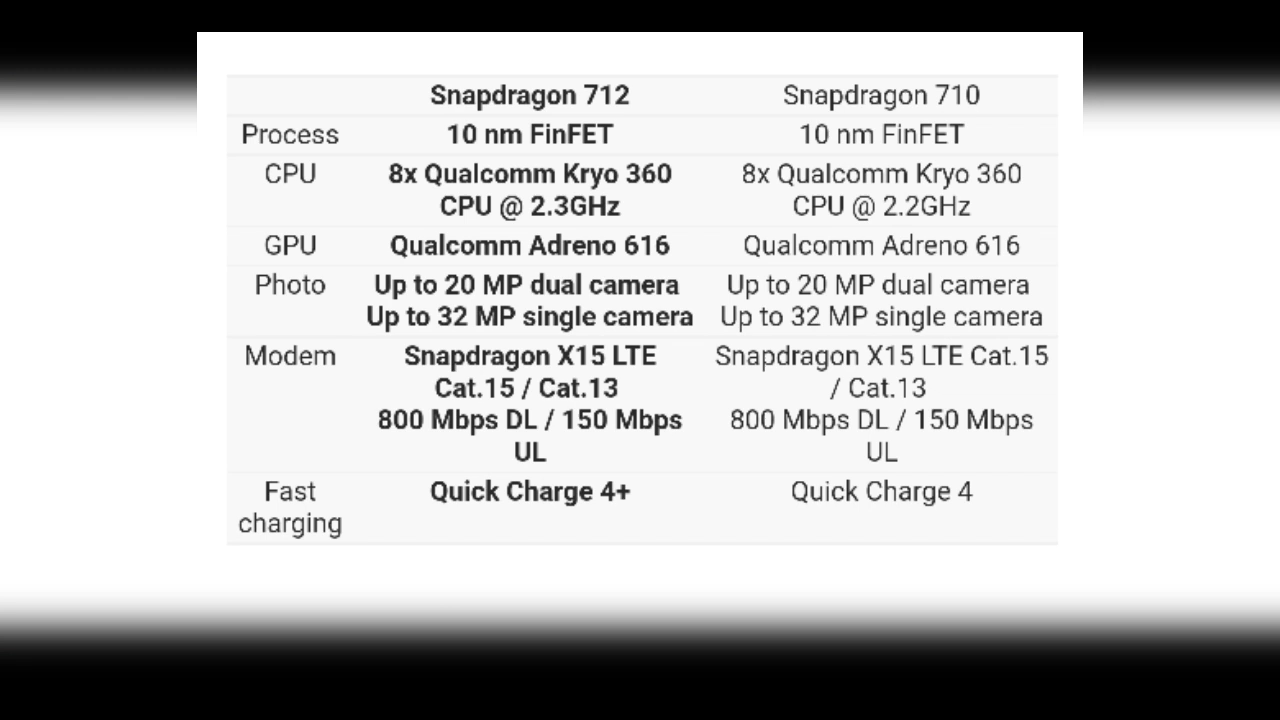 Snapdragon 712 Snapdragon 710
Process 10 nm FinFET 10 nm FinFET
CPU 8x Qualcomm Kryo 360 8x Qualcomm Kryo 360
CPU @ 2.3GHz CPU @ 2.2GHz
GPU Qualcomm Adreno 616 Qualcomm Adreno 616
Photo Up to 20 MP dual camera Up to 20 MP dual camera
Up to 32 MP single camera Up to 32 MP single camera
Modem Snapdragon X15 LTE Snapdragon X15 LTE Cat.15
Cat.15 / Cat.13 / Cat.13
800 Mbps DL / 150 Mbps 800 Mbps DL / 150 Mbps
UL UL
Fast Quick Charge 4+ Quick Charge 4
charging